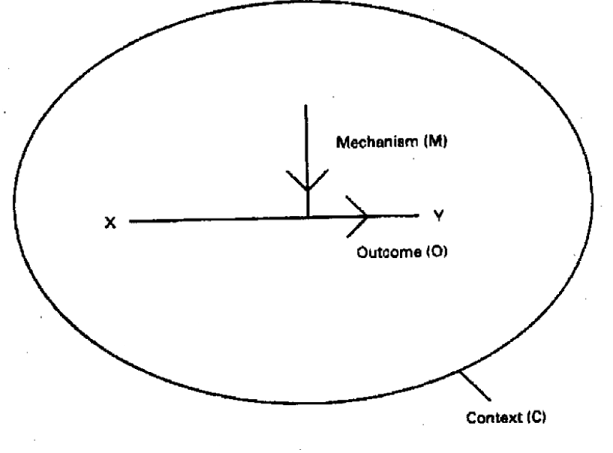 Mechanism (M)
X
Y
Outcome (O)
Context (C)